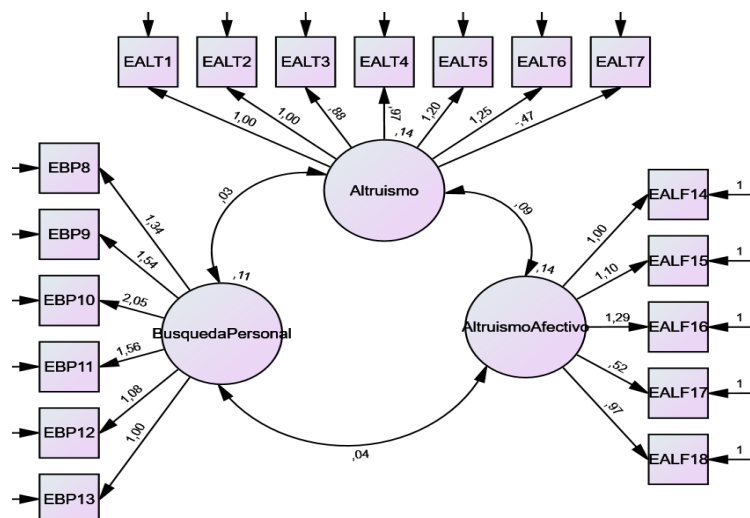 EALT1 EALT2 EALT3 EALT4 EALT5 EALT6 EALT7
1,00 1,00 ,88 ,97 1,20 1,25 -,47
,14
Altruismo
EBP8
EBP9
EBP10
EBP11
EBP12
EBP13
1,34
1,54
2,05
1,56
1,08
1,00
,11
BusquedaPersonal
,03
,09
,04
,14
AltruismoAfectivo
1,00
1,10
1,29
,52
,97
EALF14 1
EALF15 1
EALF16 1
EALF17 1
EALF18 1